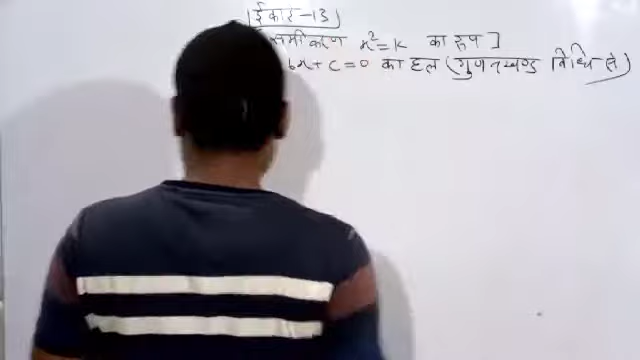 इकाई-13
समीकरण x²=k का रूप ]
bx+c=0 का हल (गुणनखण्ड विधि से)